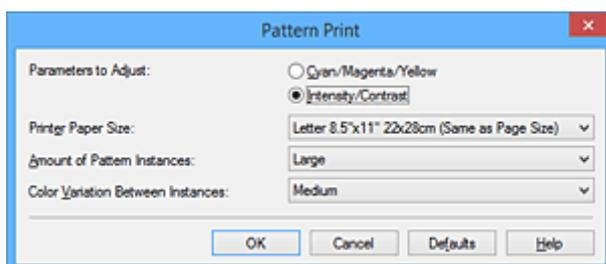 Pattern Print
Parameters to Adjust:
Cyan/Magenta/Yellow
Intensity/Contrast
Printer Paper Size: Letter 8.5"x11" 22x28cm (Same as Page Size)
Amount of Pattern Instances: Large
Color Variation Between Instances: Medium
OK Cancel Defaults Help